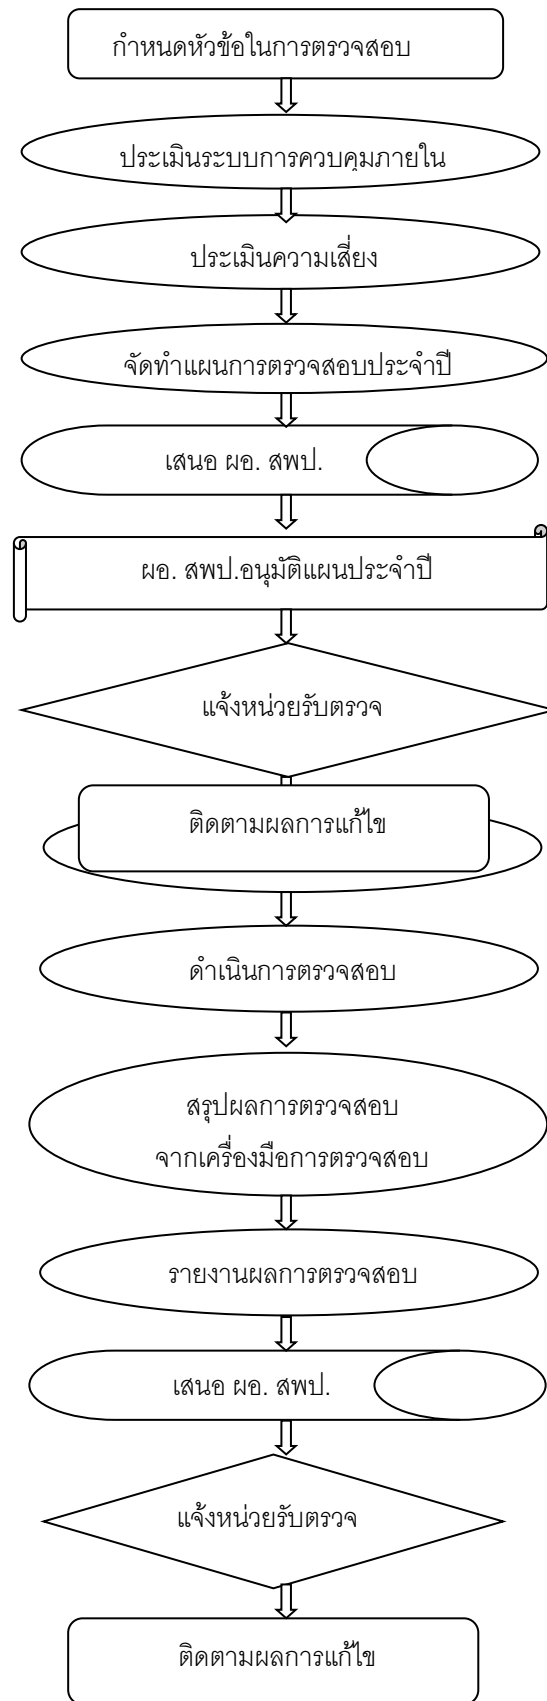 กำหนดหัวข้อในการตรวจสอบ
ประเมินระบบการควบคุมภายใน
ประเมินความเสี่ยง
จัดทำแผนการตรวจสอบประจำปี
เสนอ ผอ. สพป.
ผอ. สพป.อนุมัติแผนประจำปี
แจ้งหน่วยรับตรวจ
ติดตามผลการแก้ไข
ดำเนินการตรวจสอบ
สรุปผลการตรวจสอบ
จากเครื่องมือการตรวจสอบ
รายงานผลการตรวจสอบ
เสนอ ผอ. สพป.
แจ้งหน่วยรับตรวจ
ติดตามผลการแก้ไข